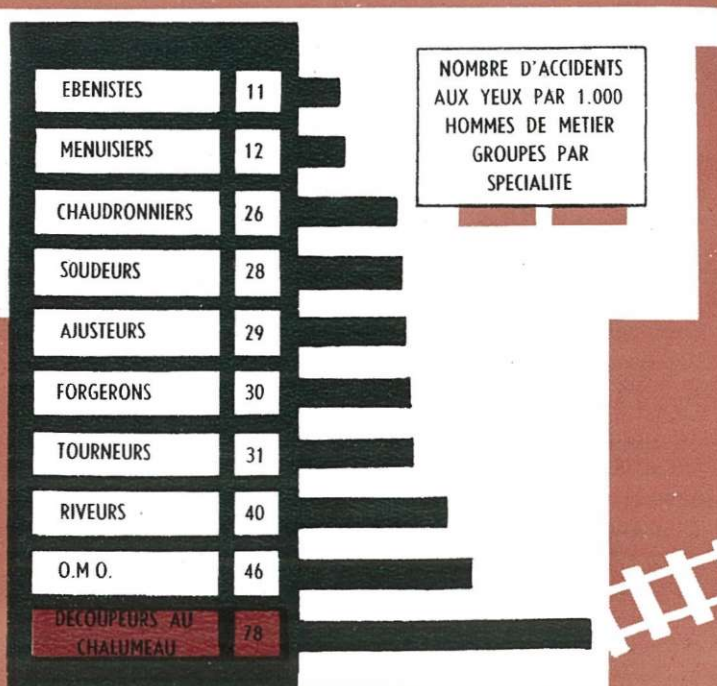 NOMBRE D'ACCIDENTS
AUX YEUX PAR 1.000
HOMMES DE METIER
GROUPES PAR
SPECIALITE
EBENISTES 11
MENUISIERS 12
CHAUDRONNIERS 26
SOUDEURS 28
AJUSTEURS 29
FORGERONS 30
TOURNEURS 31
RIVEURS 40
O.M O. 46
DECOUPEURS AU
CHALUMEAU 78